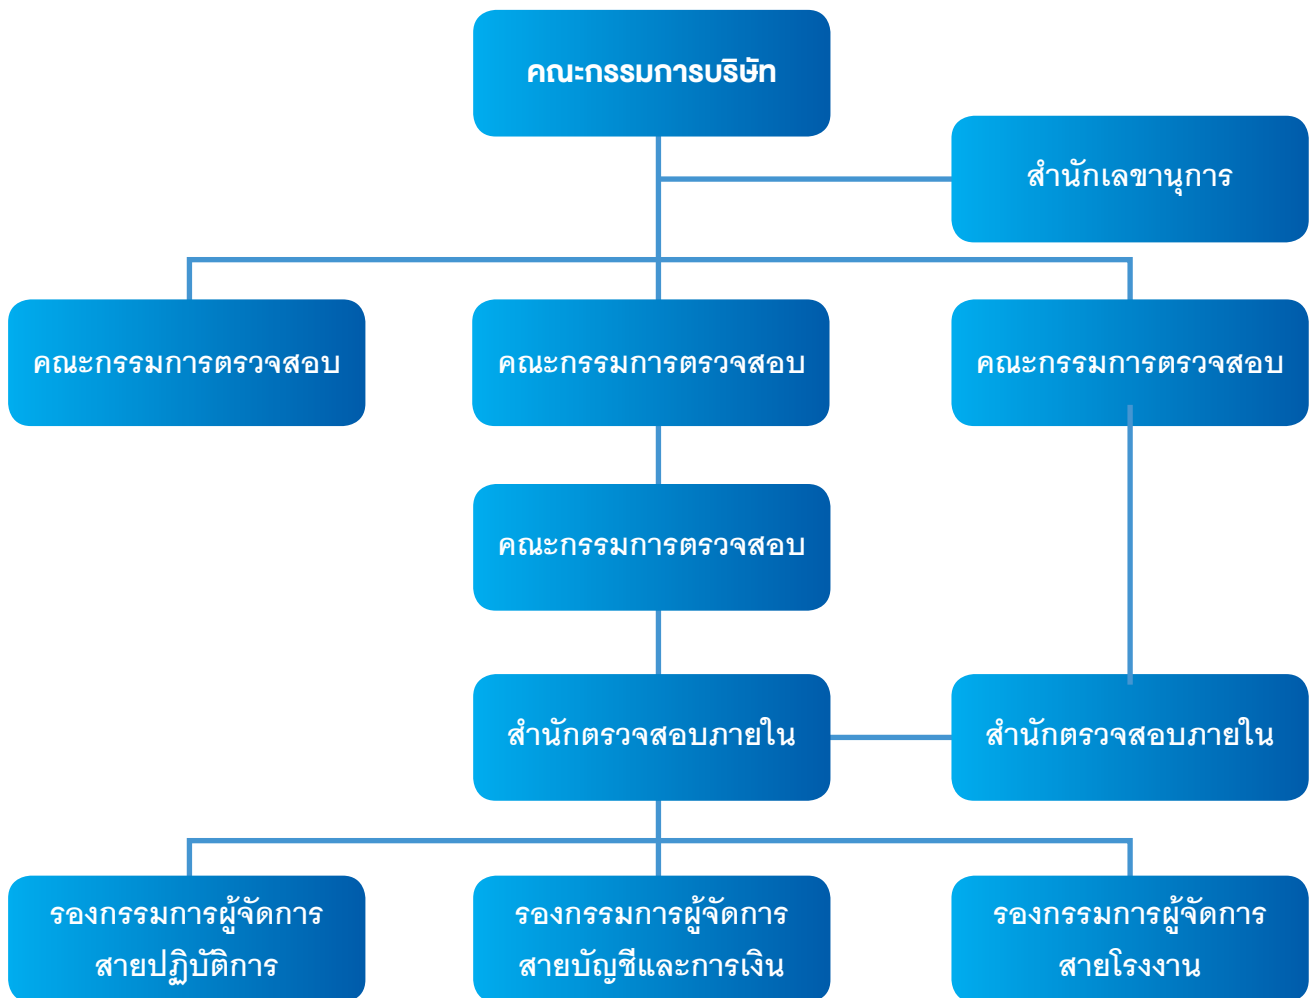 คณะกรรมการบริษัท
สำนักเลขานุการ
คณะกรรมการตรวจสอบ
คณะกรรมการตรวจสอบ
คณะกรรมการตรวจสอบ
คณะกรรมการตรวจสอบ
สำนักตรวจสอบภายใน
สำนักตรวจสอบภายใน
รองกรรมการผู้จัดการ
สายปฏิบัติการ
รองกรรมการผู้จัดการ
สายบัญชีและการเงิน
รองกรรมการผู้จัดการ
สายโรงงาน